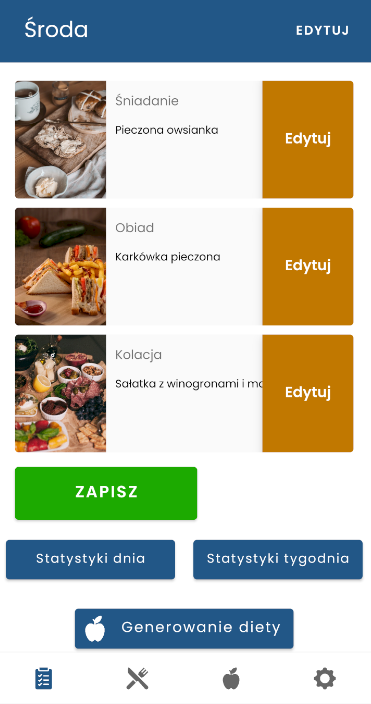 Środa
EDYTUJ
Śniadanie
Pieczona owsianka
Edytuj
Obiad
Karkówka pieczona
Edytuj
Kolacja
Sałatka z winogronami i mo
Edytuj
ZAPISZ
Statystyki dnia
Statystyki tygodnia
Generowanie diety